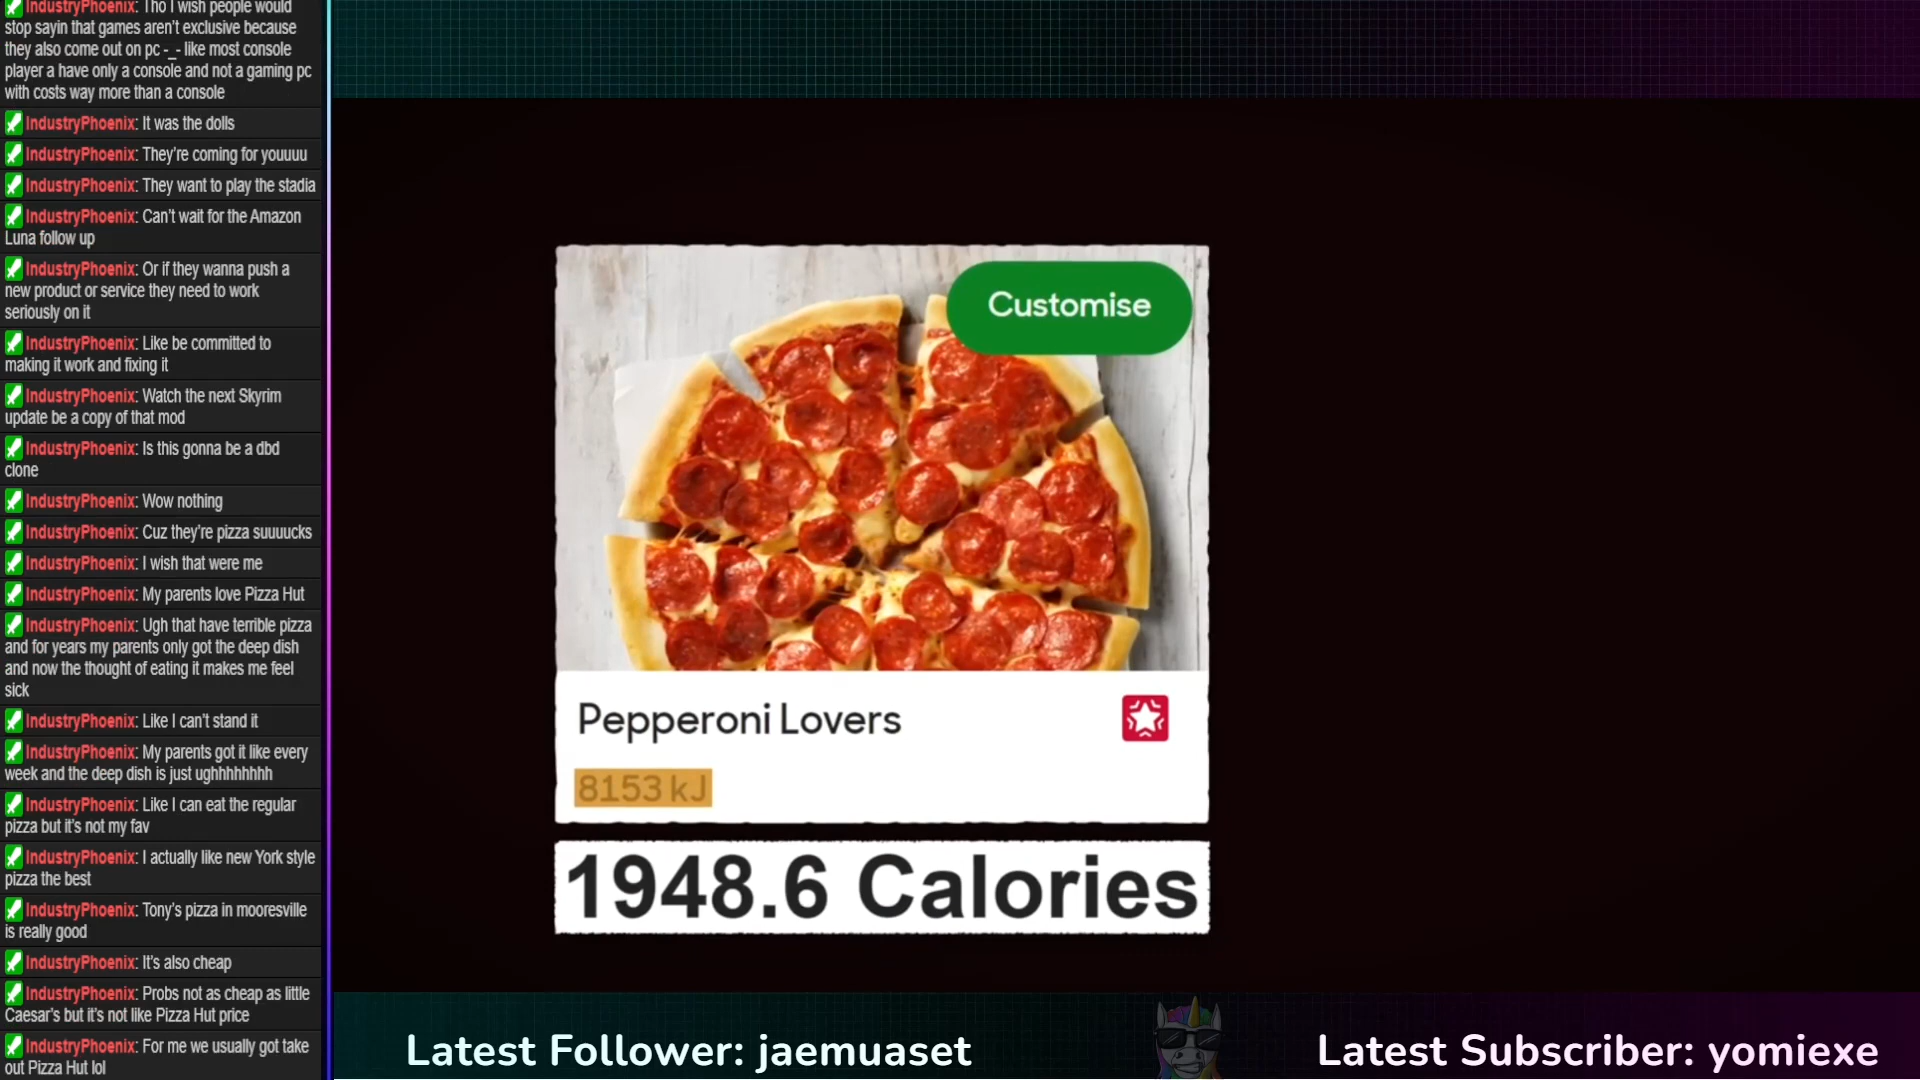 IndustryPhoenix: Tho I wish people would
stop sayin that games aren't exclusive because
they also come out on pc -_- like most console
player a have only a console and not a gaming pc
with costs way more than a console
IndustryPhoenix: It was the dolls
IndustryPhoenix: They're coming for youuuu
IndustryPhoenix: They want to play the stadia
IndustryPhoenix: Can't wait for the Amazon
Luna follow up
IndustryPhoenix: Or if they wanna push a
new product or service they need to work
seriously on it
IndustryPhoenix: Like be committed to
making it work and fixing it
IndustryPhoenix: Watch the next Skyrim
update be a copy of that mod
IndustryPhoenix: Is this gonna be a dbd
clone
IndustryPhoenix: Wow nothing
IndustryPhoenix: Cuz they're pizza suuuucks
IndustryPhoenix: I wish that were me
IndustryPhoenix: My parents love Pizza Hut
IndustryPhoenix: Ugh that have terrible pizza
and for years my parents only got the deep dish
and now the thought of eating it makes me feel
sick
IndustryPhoenix: Like I can't stand it
IndustryPhoenix: My parents got it like every
week and the deep dish is just ughhhhhhhh
IndustryPhoenix: Like I can eat the regular
pizza but it's not my fav
IndustryPhoenix: I actually like new York style
pizza the best
IndustryPhoenix: Tony's pizza in mooresville
is really good
IndustryPhoenix: It's also cheap
IndustryPhoenix: Probs not as cheap as little
Caesar's but it's not like Pizza Hut price
IndustryPhoenix: For me we usually got take
out Pizza Hut lol
Customise
Pepperoni Lovers
8153 kJ
1948.6 Calories
Latest Follower: jaemuaset
Latest Subscriber: yomiexe